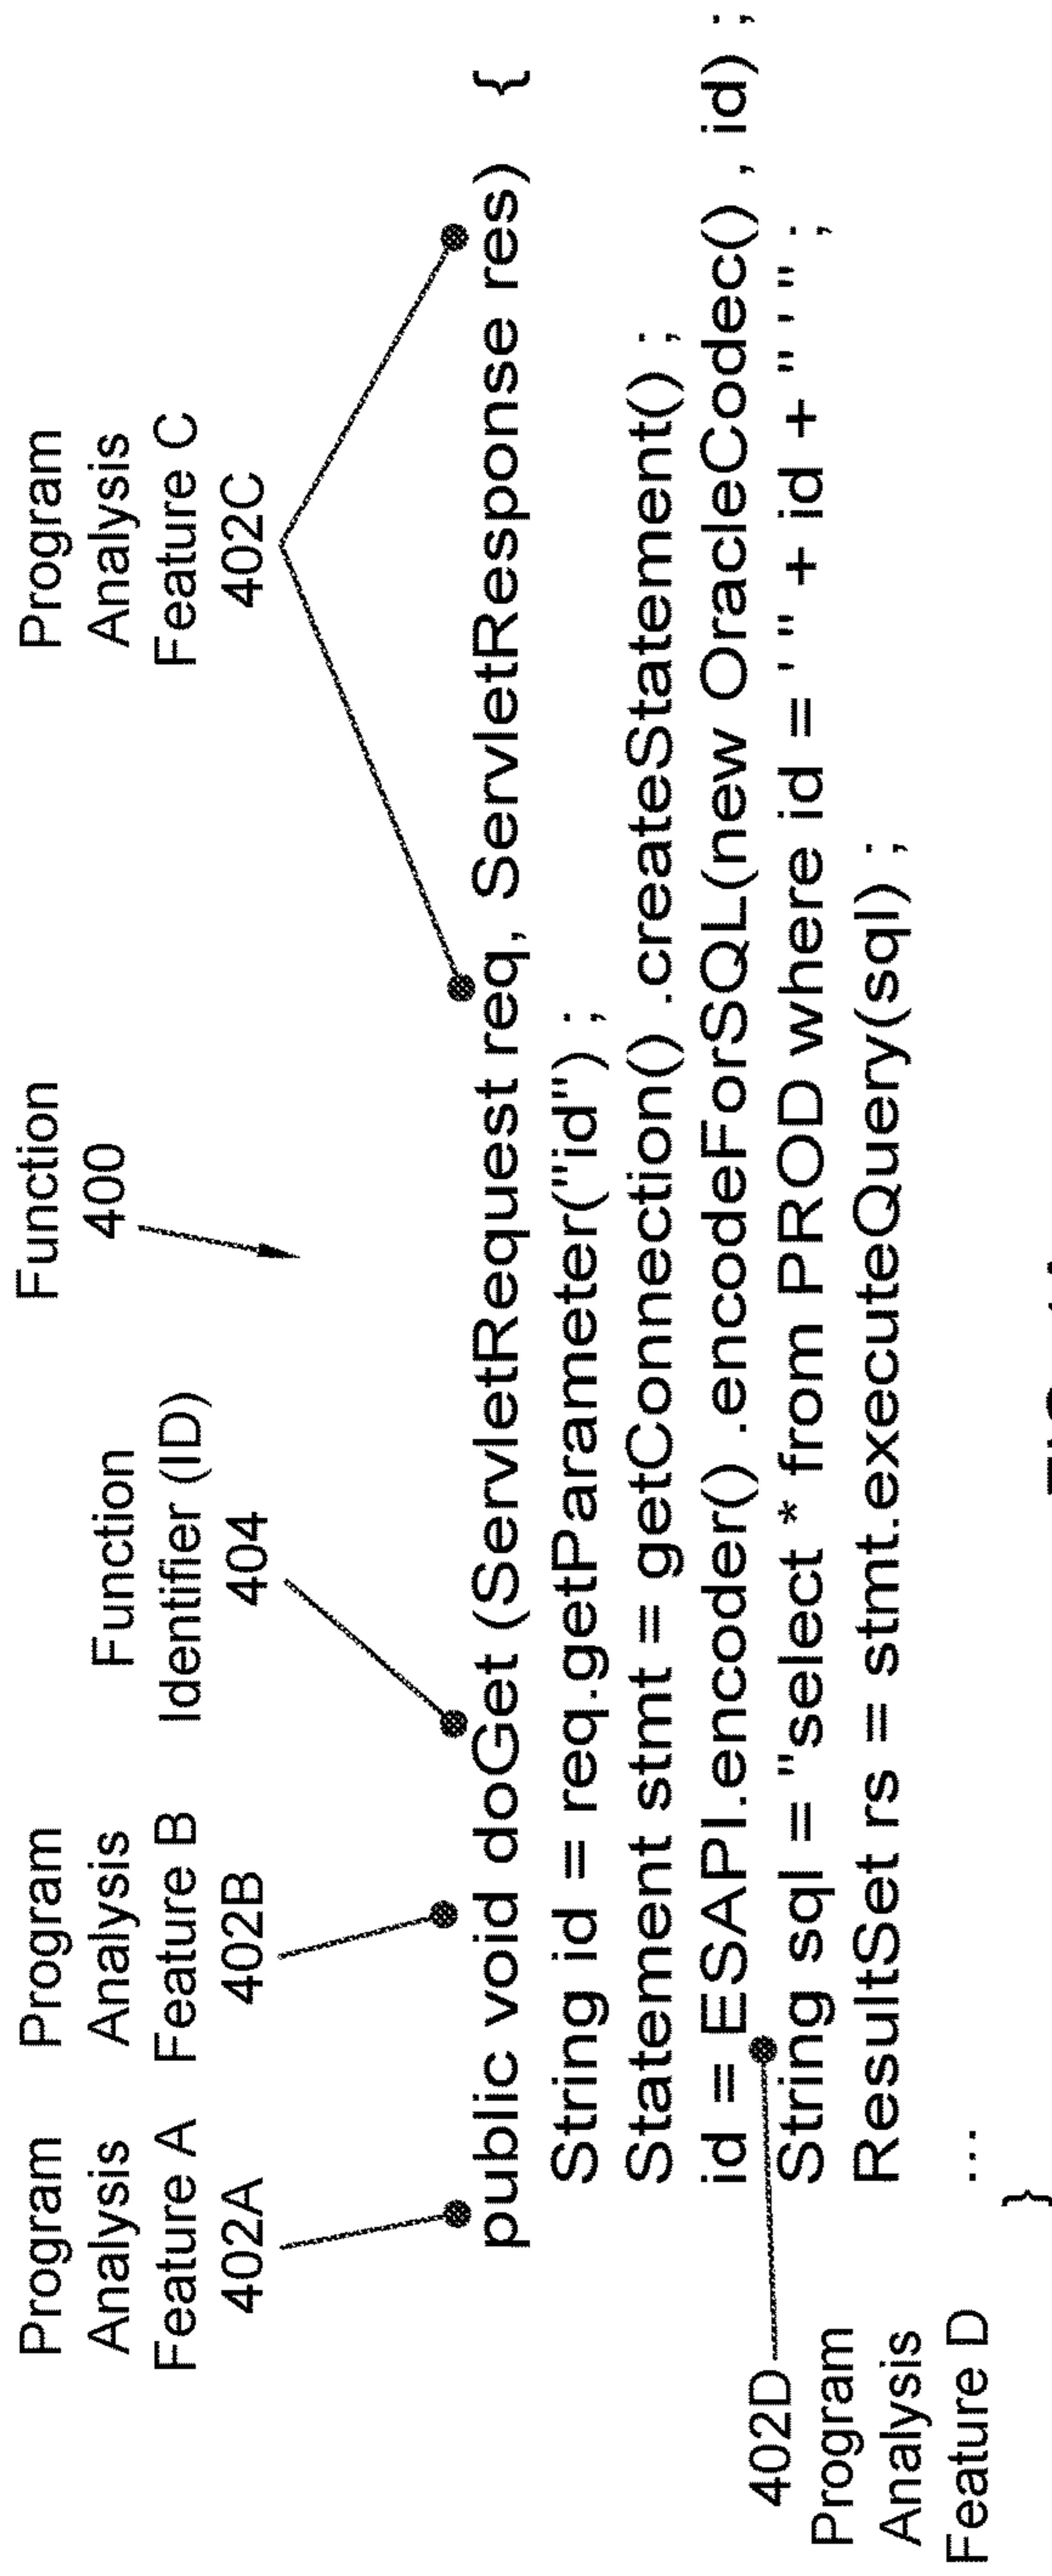 Program
Analysis
Feature A
402A
Program
Analysis
Feature B
402B
Function
Identifier (ID)
404
Function
400
Program
Analysis
Feature C
402C
public void doGet (ServletRequest req, ServletResponse res) {
String id = req.getParameter("id") ;
Statement stmt = getConnection() .createStatement() ;
id = ESAPI.encoder() .encodeForSQL(new OracleCodec() , id) ;
String sql = "select * from PROD where id = ' " + id + " ' " ;
ResultSet rs = stmt.executeQuery(sql) ;
...
}
402D
Program
Analysis
Feature D